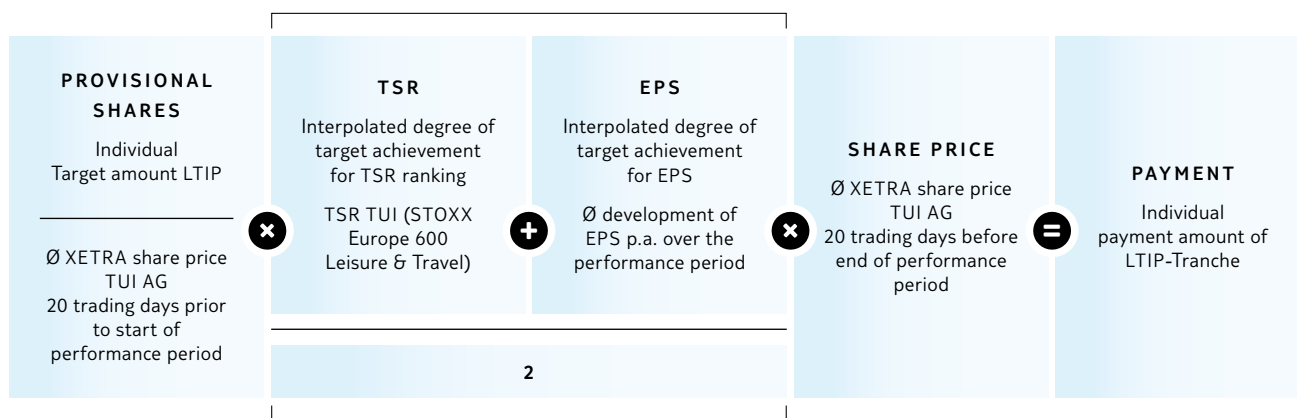 PROVISIONAL
SHARES
Individual
Target amount LTIP
Ø XETRA share price
TUI AG
20 trading days prior
to start of
performance period
×
TSR
Interpolated degree of
target achievement
for TSR ranking
TSR TUI (STOXX
Europe 600
Leisure & Travel)
+
EPS
Interpolated degree of
target achievement
for EPS
Ø development of
EPS p.a. over the
performance period
2
×
SHARE PRICE
Ø XETRA share price
TUI AG
20 trading days before
end of performance
period
=
PAYMENT
Individual
payment amount of
LTIP-Tranche